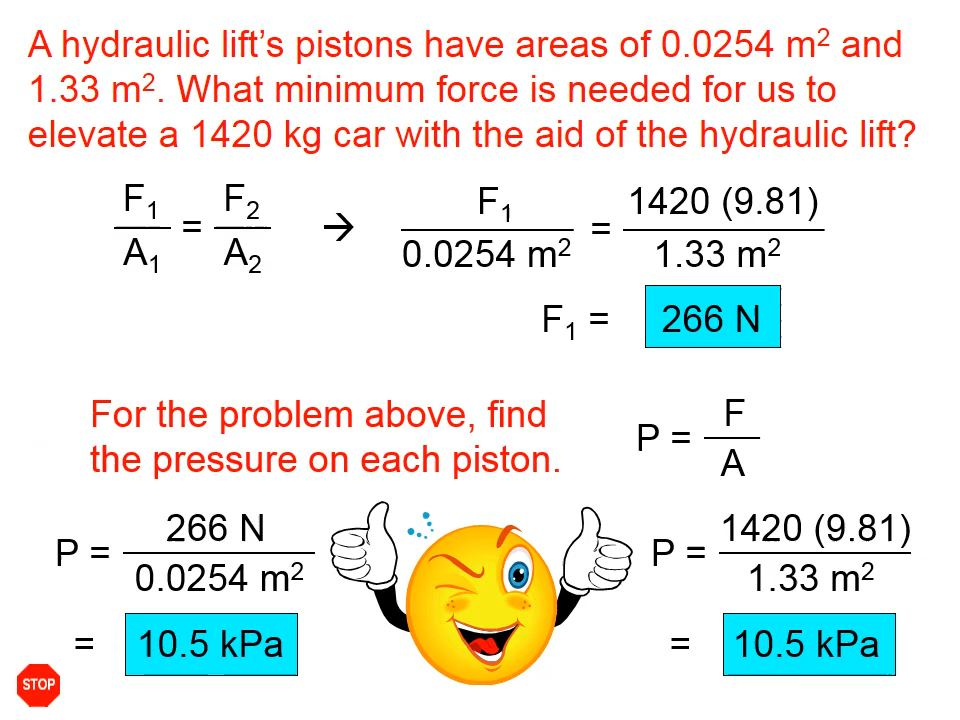 A hydraulic lift's pistons have areas of 0.0254 m² and
1.33 m². What minimum force is needed for us to
elevate a 1420 kg car with the aid of the hydraulic lift?
F₁ / A₁ = F₂ / A₂ → F₁ / 0.0254 m² = 1420 (9.81) / 1.33 m²
F₁ = 266 N
For the problem above, find
the pressure on each piston.
P = F / A
P = 266 N / 0.0254 m²
= 10.5 kPa
P = 1420 (9.81) / 1.33 m²
= 10.5 kPa
STOP